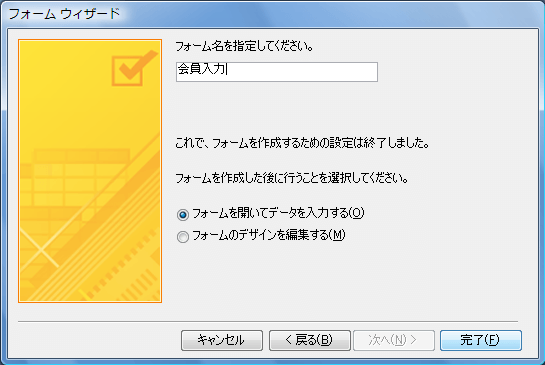 フォーム ウィザード
フォーム名を指定してください。
会員入力
これで、フォームを作成するための設定は終了しました。
フォームを作成した後に行うことを選択してください。
フォームを開いてデータを入力する(O)
フォームのデザインを編集する(M)
キャンセル
< 戻る(B)
次へ(N) >
完了(F)